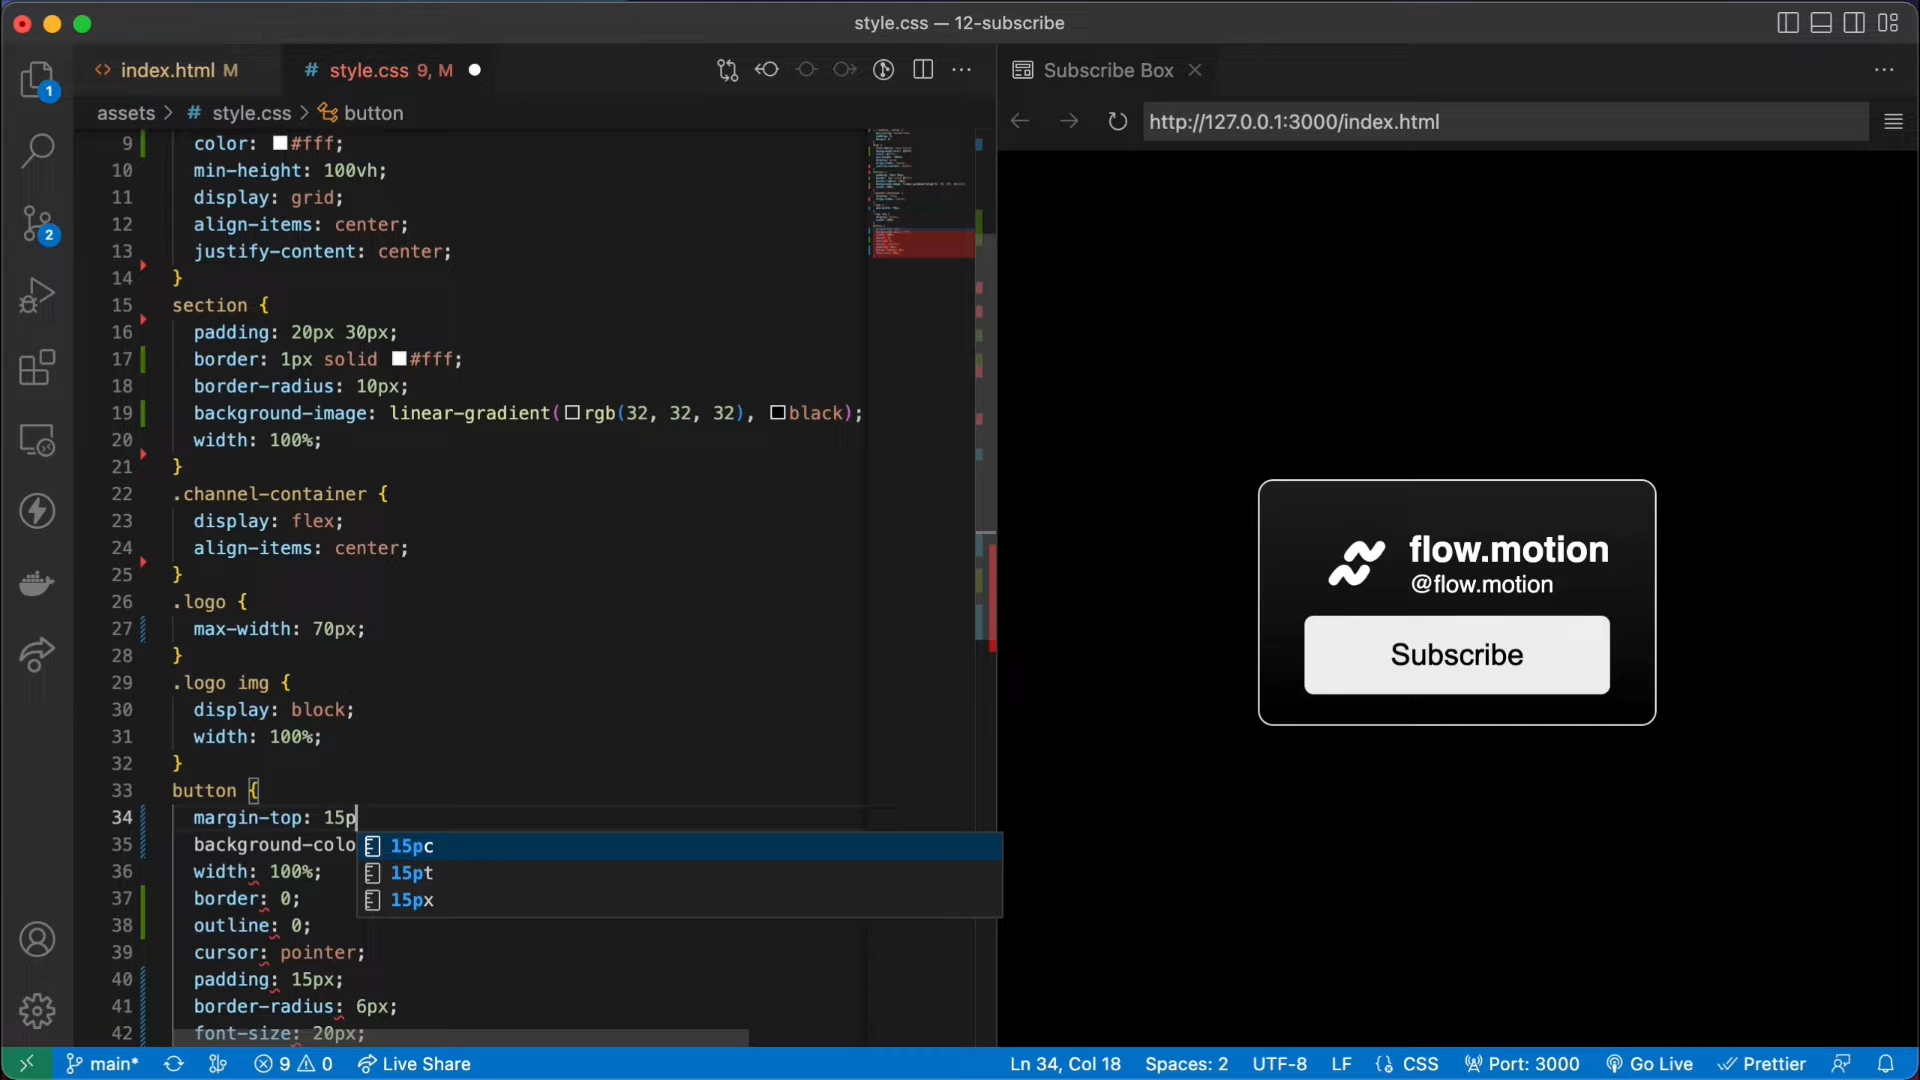 style.css — 12-subscribe
index.html M
# style.css 9, M
Subscribe Box
assets > # style.css > button
http://127.0.0.1:3000/index.html
1
2
9 color: #fff;
10 min-height: 100vh;
11 display: grid;
12 align-items: center;
13 justify-content: center;
14 }
15 section {
16 padding: 20px 30px;
17 border: 1px solid #fff;
18 border-radius: 10px;
19 background-image: linear-gradient(rgb(32, 32, 32), black);
20 width: 100%;
21 }
22 .channel-container {
23 display: flex;
24 align-items: center;
25 }
26 .logo {
27 max-width: 70px;
28 }
29 .logo img {
30 display: block;
31 width: 100%;
32 }
33 button {
34 margin-top: 15p
35 background-colo
36 width: 100%;
37 border: 0;
38 outline: 0;
39 cursor: pointer;
40 padding: 15px;
41 border-radius: 6px;
42 font-size: 20px;
15pc
15pt
15px
flow.motion
@flow.motion
Subscribe
main* 9 0 Live Share Ln 34, Col 18 Spaces: 2 UTF-8 LF {} CSS Port: 3000 Go Live Prettier